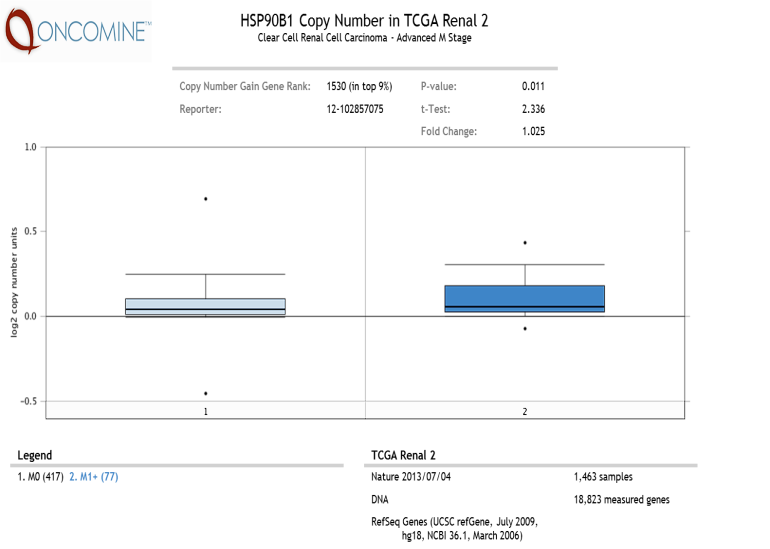 ONCOMINE™
HSP90B1 Copy Number in TCGA Renal 2
Clear Cell Renal Cell Carcinoma - Advanced M Stage
Copy Number Gain Gene Rank: 1530 (in top 9%) P-value: 0.011
Reporter: 12-102857075 t-Test: 2.336
Fold Change: 1.025
log2 copy number units
1.0
0.5
0.0
-0.5
1 2
Legend
1. M0 (417) 2. M1+ (77)
TCGA Renal 2
Nature 2013/07/04 1,463 samples
DNA 18,823 measured genes
RefSeq Genes (UCSC refGene, July 2009,
hg18, NCBI 36.1, March 2006)